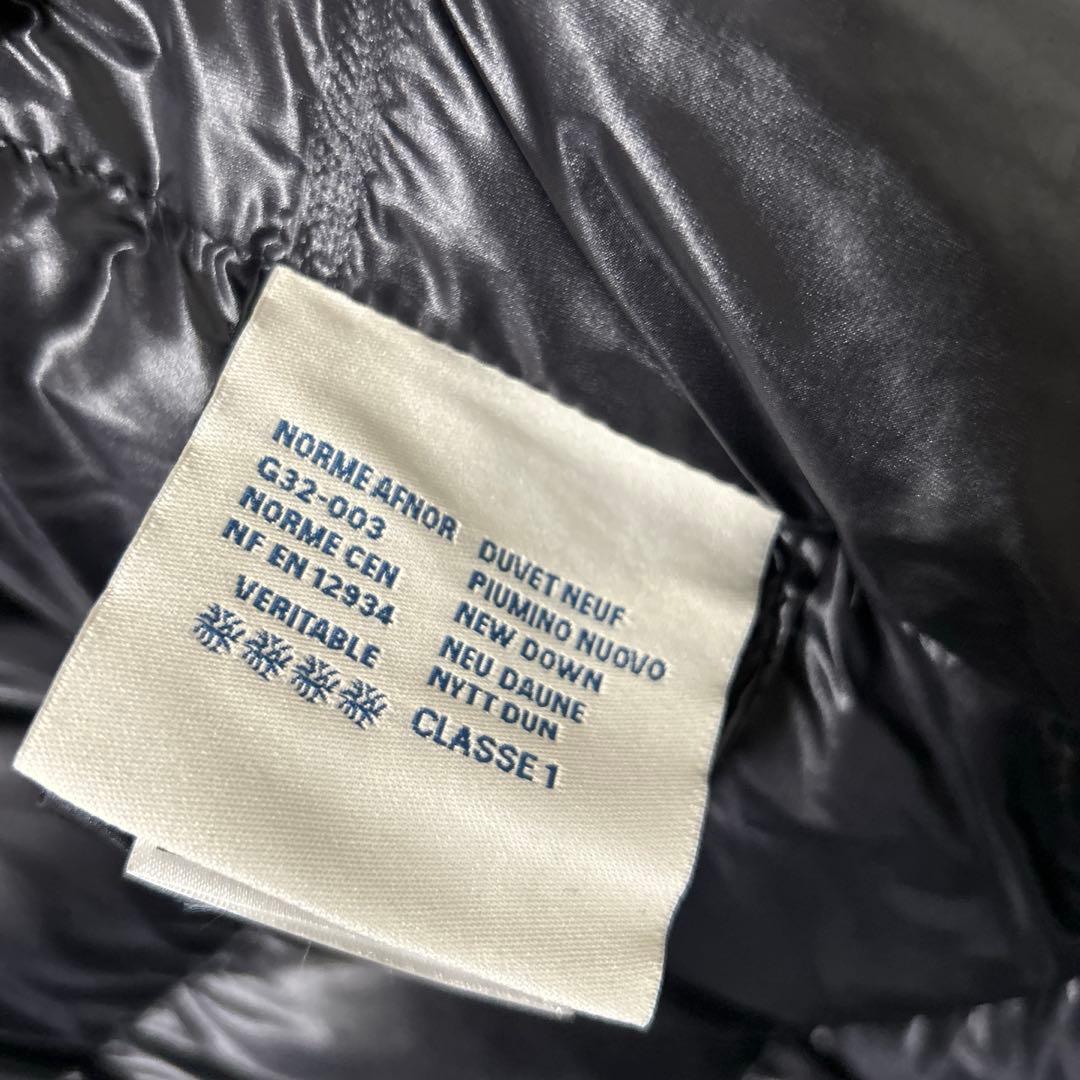 NORME AFNOR
G32-003
NORME CEN
NF EN 12934
VERITABLE
DUVET NEUF
PIUMINO NUOVO
NEW DOWN
NEU DAUNE
NYTT DUN
CLASSE 1